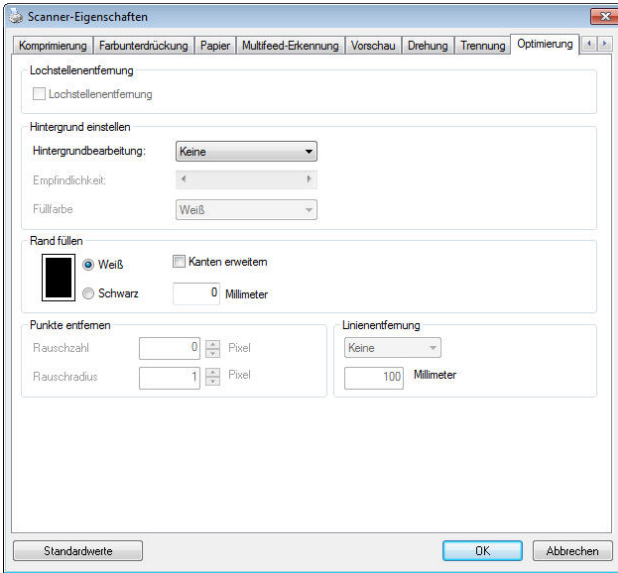 Scanner-Eigenschaften
Komprimierung Farbunterdrückung Papier Multifeed-Erkennung Vorschau Drehung Trennung Optimierung
Lochstellenentfernung
Lochstellenentfernung
Hintergrund einstellen
Hintergrundbearbeitung: Keine
Empfindlichkeit:
Füllfarbe Weiß
Rand füllen
Weiß Kanten erweitern
Schwarz 0 Millimeter
Punkte entfernen Linienentfernung
Rauschzahl 0 Pixel Keine
Rauschradius 1 Pixel 100 Millimeter
Standardwerte OK Abbrechen